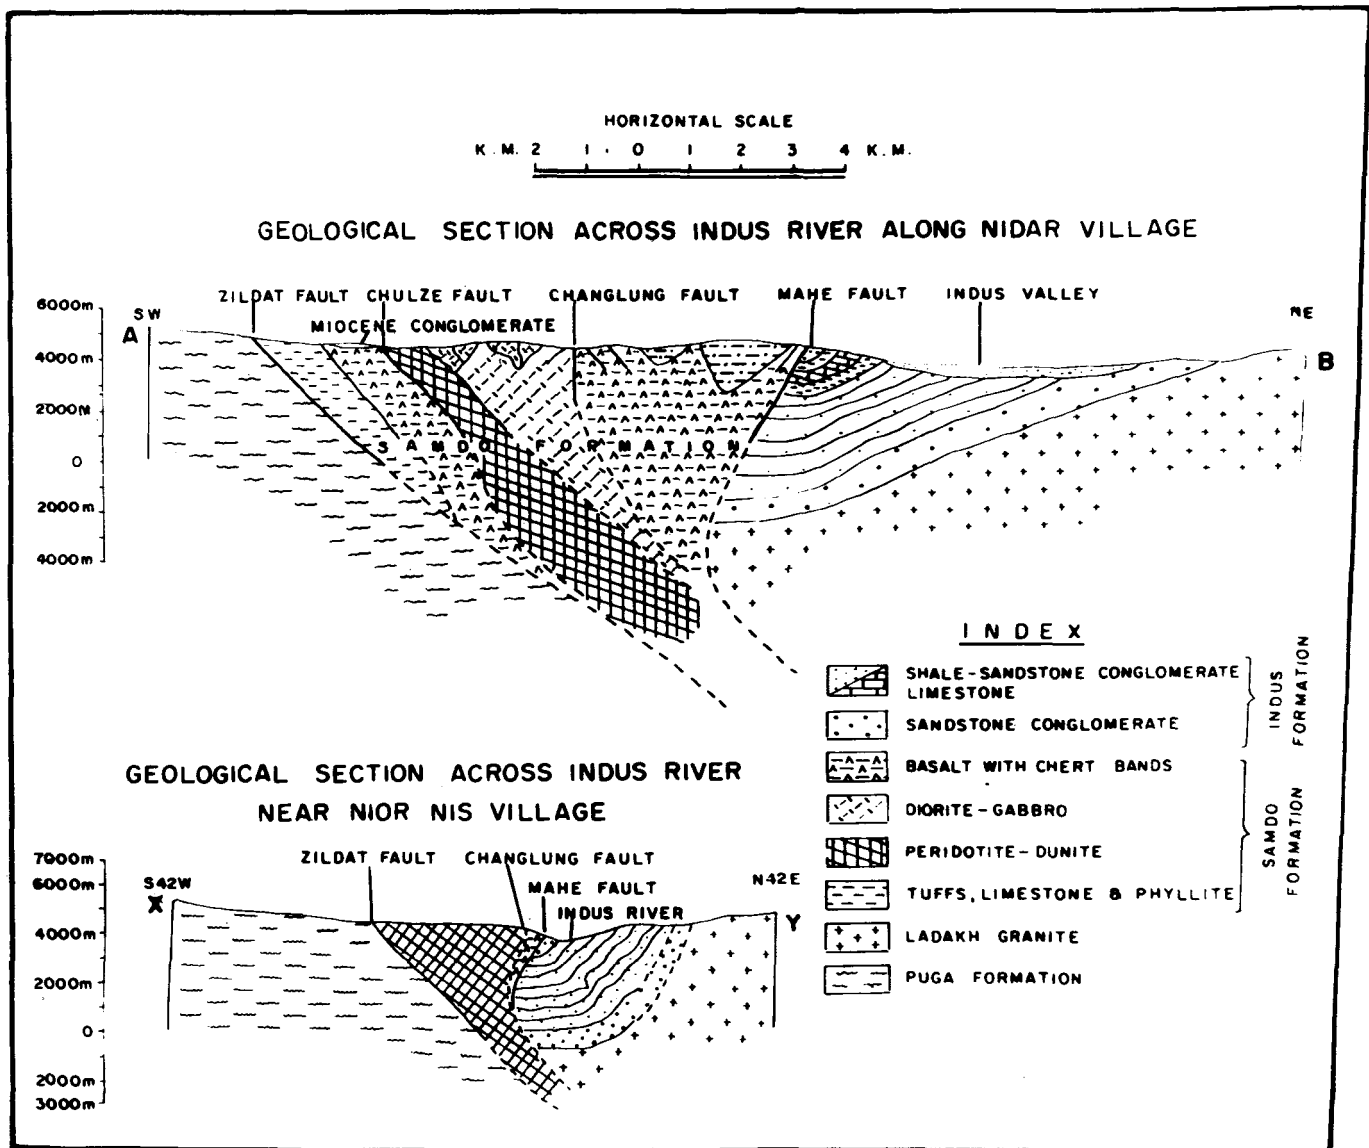 HORIZONTAL SCALE
K.M. 2 1 0 1 2 3 4 K.M.
GEOLOGICAL SECTION ACROSS INDUS RIVER ALONG NIDAR VILLAGE
ZILDAT FAULT CHULZE FAULT CHANGLUNG FAULT MAHE FAULT INDUS VALLEY
6000m
SW
NE
MIOCENE CONGLOMERATE
A
B
4000m
2000M
SAMDO FORMATION
0
2000m
4000m
INDEX
SHALE-SANDSTONE CONGLOMERATE
LIMESTONE
SANDSTONE CONGLOMERATE
INDUS
FORMATION
BASALT WITH CHERT BANDS
DIORITE-GABBRO
PERIDOTITE-DUNITE
TUFFS, LIMESTONE & PHYLLITE
SAMDO
FORMATION
LADAKH GRANITE
PUGA FORMATION
GEOLOGICAL SECTION ACROSS INDUS RIVER
NEAR NIOR NIS VILLAGE
ZILDAT FAULT CHANGLUNG FAULT
7000m
6000m
S42W
MAHE FAULT
N42E
X
INDUS RIVER
Y
4000m
2000m
0
2000m
3000m